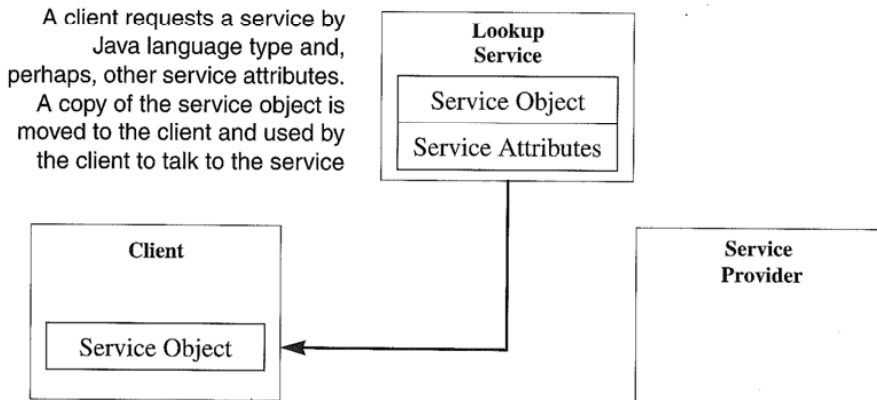 A client requests a service by
Java language type and,
perhaps, other service attributes.
A copy of the service object is
moved to the client and used by
the client to talk to the service
Lookup
Service
Service Object
Service Attributes
Client
Service Object
Service
Provider